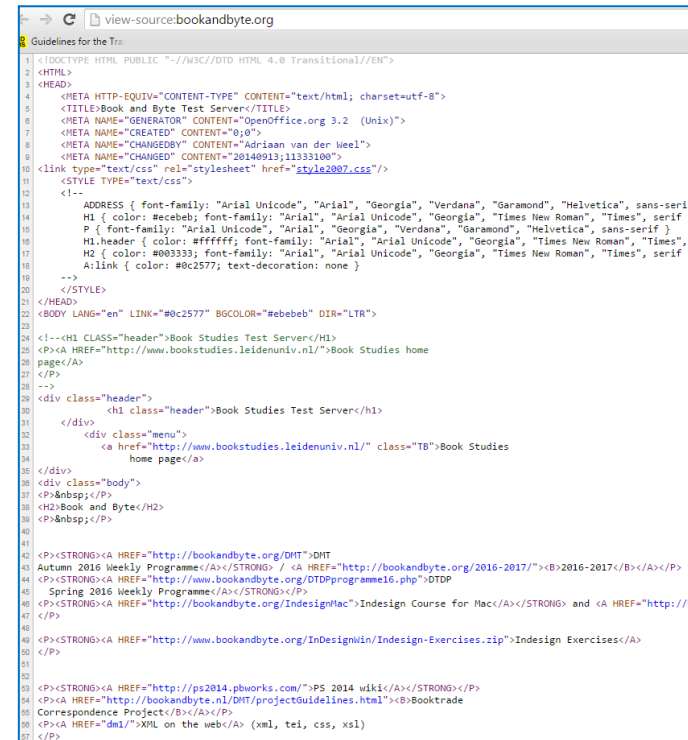 view-source:bookandbyte.org
Guidelines for the Tra
1 <!DOCTYPE HTML PUBLIC "-//W3C//DTD HTML 4.0 Transitional//EN">
2 <HTML>
3 <HEAD>
4 <META HTTP-EQUIV="CONTENT-TYPE" CONTENT="text/html; charset=utf-8">
5 <TITLE>Book and Byte Test Server</TITLE>
6 <META NAME="GENERATOR" CONTENT="OpenOffice.org 3.2 (Unix)">
7 <META NAME="CREATED" CONTENT="0;0">
8 <META NAME="CHANGEDBY" CONTENT="Adriaan van der Weel">
9 <META NAME="CHANGED" CONTENT="20140913;11333100">
10 <link type="text/css" rel="stylesheet" href="style2007.css"/>
11 <STYLE TYPE="text/css">
12 <!--
13 ADDRESS { font-family: "Arial Unicode", "Arial", "Georgia", "Verdana", "Garamond", "Helvetica", sans-seri
14 H1 { color: #ecebeb; font-family: "Arial", "Arial Unicode", "Georgia", "Times New Roman", "Times", serif
15 P { font-family: "Arial Unicode", "Arial", "Georgia", "Verdana", "Garamond", "Helvetica", sans-serif }
16 H1.header { color: #ffffff; font-family: "Arial", "Arial Unicode", "Georgia", "Times New Roman", "Times",
17 H2 { color: #003333; font-family: "Arial", "Arial Unicode", "Georgia", "Times New Roman", "Times", serif
18 A:link { color: #0c2577; text-decoration: none }
19 -->
20 </STYLE>
21 </HEAD>
22 <BODY LANG="en" LINK="#0c2577" BGCOLOR="#ebebeb" DIR="LTR">
23
24 <!--<H1 CLASS="header">Book Studies Test Server</H1>
25 <P><A HREF="http://www.bookstudies.leidenuniv.nl/">Book Studies home
26 page</A>
27 </P>
28 -->
29 <div class="header">
30 <h1 class="header">Book Studies Test Server</h1>
31 </div>
32 <div class="menu">
33 <a href="http://www.bookstudies.leidenuniv.nl/" class="TB">Book Studies
34 home page</a>
35 </div>
36 <div class="body">
37 <P>&nbsp;</P>
38 <H2>Book and Byte</H2>
39 <P>&nbsp;</P>
40
41
42 <P><STRONG><A HREF="http://bookandbyte.org/DMT">DMT
43 Autumn 2016 Weekly Programme</A></STRONG> / <A HREF="http://bookandbyte.org/2016-2017/"><B>2016-2017</B></A></P>
44 <P><STRONG><A HREF="http://www.bookandbyte.org/DTDPprogramme16.php">DTDP
45 Spring 2016 Weekly Programme</A></STRONG></P>
46 <P><STRONG><A HREF="http://bookandbyte.org/IndesignMac">Indesign Course for Mac</A></STRONG> and <A HREF="http://
47 </P>
48
49 <P><STRONG><A HREF="http://www.bookandbyte.org/InDesignWin/Indesign-Exercises.zip">Indesign Exercises</A>
50 </P>
51
52
53 <P><STRONG><A HREF="http://ps2014.pbworks.com/">PS 2014 wiki</A></STRONG></P>
54 <P><A HREF="http://bookandbyte.nl/DMT/projectGuidelines.html"><B>Booktrade
55 Correspondence Project</B></A></P>
56 <P><A HREF="dm1/">XML on the web</A> (xml, tei, css, xsl)
57 </P>